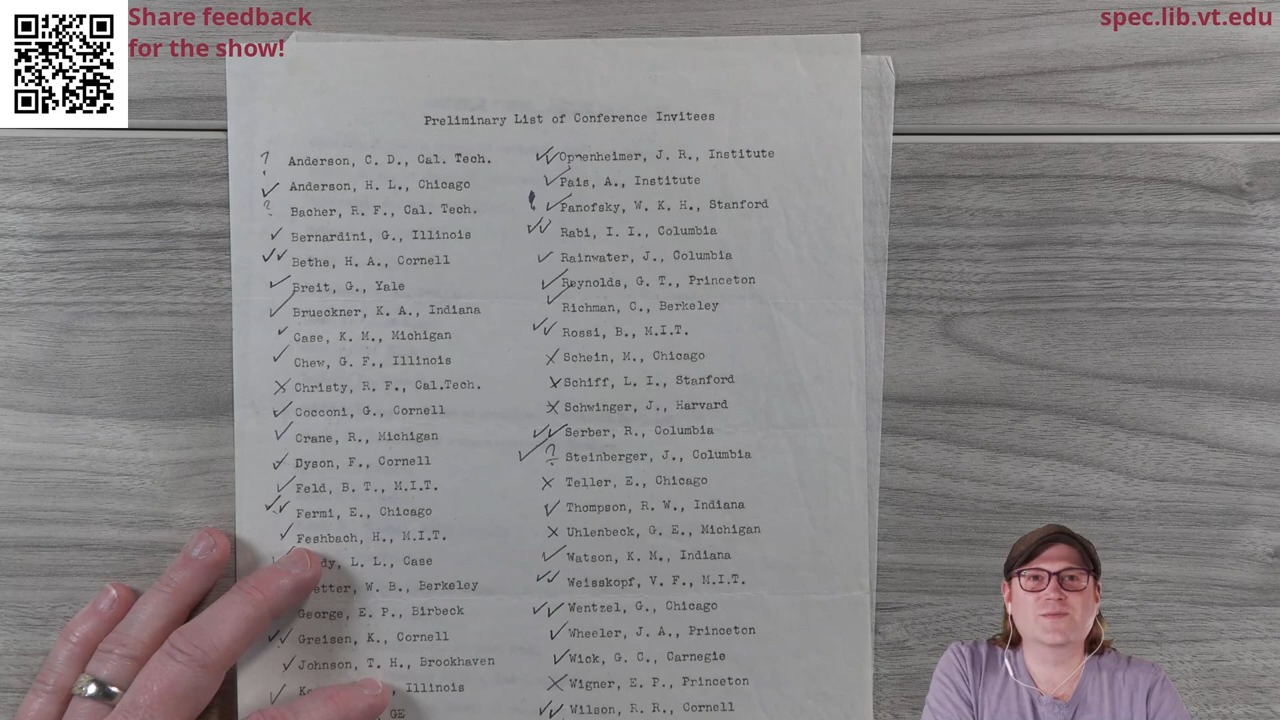 Share feedback
for the show!
spec.lib.vt.edu
Preliminary List of Conference Invitees
? Anderson, C. D., Cal. Tech.
✓ Anderson, H. L., Chicago
? Bacher, R. F., Cal. Tech.
✓ Bernardini, G., Illinois
✓✓ Bethe, H. A., Cornell
✓ Breit, G., Yale
✓ Brueckner, K. A., Indiana
✓ Case, K. M., Michigan
✓ Chew, G. F., Illinois
X Christy, R. F., Cal.Tech.
✓ Cocconi, G., Cornell
✓ Crane, R., Michigan
✓ Dyson, F., Cornell
✓ Feld, B. T., M.I.T.
✓✓ Fermi, E., Chicago
✓ Feshbach, H., M.I.T.
L. L., Case
W. B., Berkeley
George, E. P., Birbeck
✓✓ Greisen, K., Cornell
✓ Johnson, T. H., Brookhaven
✓ Illinois
GE
✓✓ Oppenheimer, J. R., Institute
✓ Pais, A., Institute
✓ Panofsky, W. K. H., Stanford
✓✓ Rabi, I. I., Columbia
✓ Rainwater, J., Columbia
✓ Reynolds, G. T., Princeton
✓ Richman, C., Berkeley
✓✓ Rossi, B., M.I.T.
X Schein, M., Chicago
X Schiff, L. I., Stanford
X Schwinger, J., Harvard
✓✓ Serber, R., Columbia
✓ ? Steinberger, J., Columbia
X Teller, E., Chicago
✓ Thompson, R. W., Indiana
X Uhlenbeck, G. E., Michigan
✓ Watson, K. M., Indiana
✓✓ Weisskopf, V. F., M.I.T.
✓✓ Wentzel, G., Chicago
✓ Wheeler, J. A., Princeton
✓ Wick, G. C., Carnegie
X Wigner, E. P., Princeton
✓✓ Wilson, R. R., Cornell